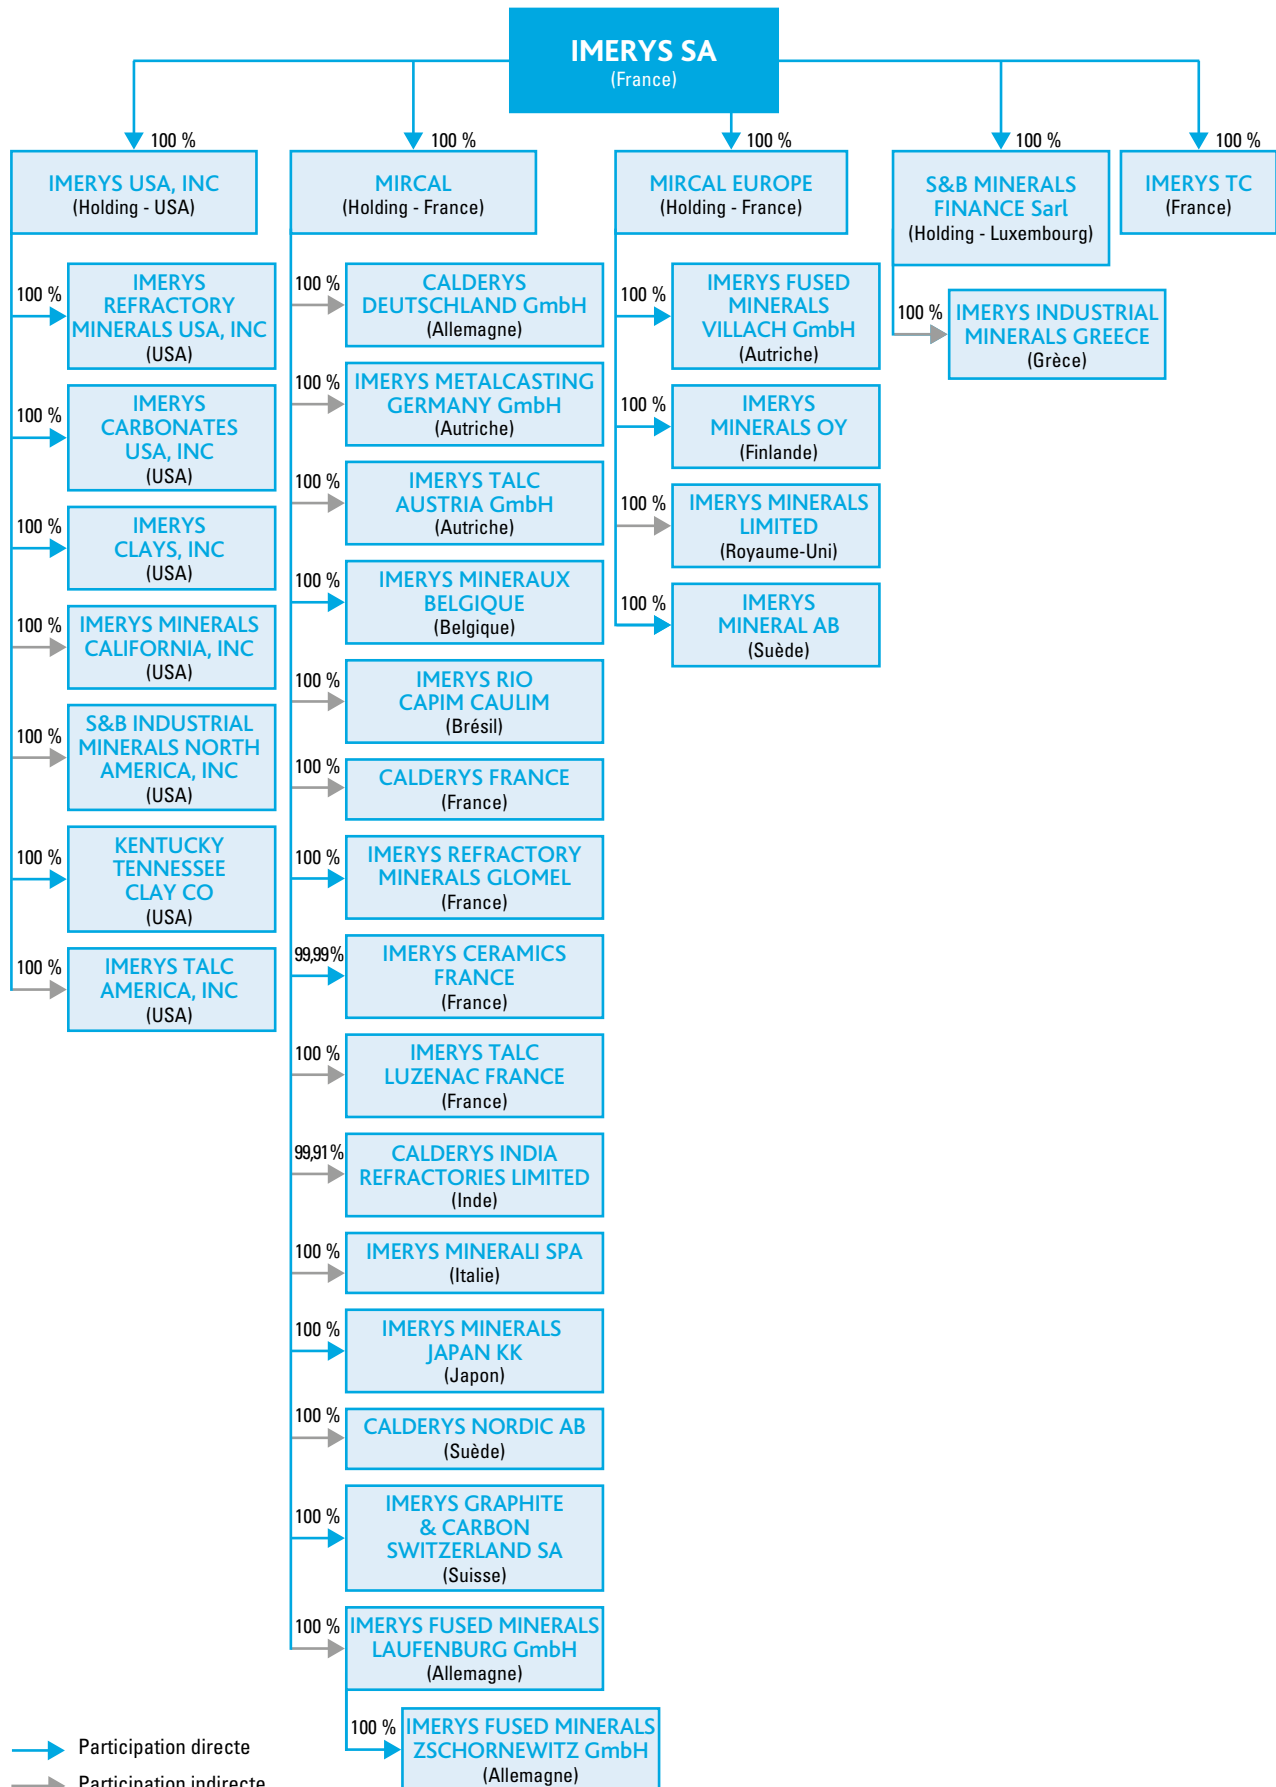 IMERYS SA
(France)
100 %
IMERYS USA, INC
(Holding - USA)
100 %
IMERYS
REFRACTORY
MINERALS USA, INC
(USA)
100 %
IMERYS
CARBONATES
USA, INC
(USA)
100 %
IMERYS
CLAYS, INC
(USA)
100 %
IMERYS MINERALS
CALIFORNIA, INC
(USA)
100 %
S&B INDUSTRIAL
MINERALS NORTH
AMERICA, INC
(USA)
100 %
KENTUCKY
TENNESSEE
CLAY CO
(USA)
100 %
IMERYS TALC
AMERICA, INC
(USA)
100 %
MIRCAL
(Holding - France)
100 %
CALDERYS
DEUTSCHLAND GmbH
(Allemagne)
100 %
IMERYS METALCASTING
GERMANY GmbH
(Autriche)
100 %
IMERYS TALC
AUSTRIA GmbH
(Autriche)
100 %
IMERYS MINERAUX
BELGIQUE
(Belgique)
100 %
IMERYS RIO
CAPIM CAULIM
(Brésil)
100 %
CALDERYS FRANCE
(France)
100 %
IMERYS REFRACTORY
MINERALS GLOMEL
(France)
99,99 %
IMERYS CERAMICS
FRANCE
(France)
100 %
IMERYS TALC
LUZENAC FRANCE
(France)
99,91 %
CALDERYS INDIA
REFRACTORIES LIMITED
(Inde)
100 %
IMERYS MINERALI SPA
(Italie)
100 %
IMERYS MINERALS
JAPAN KK
(Japon)
100 %
CALDERYS NORDIC AB
(Suède)
100 %
IMERYS GRAPHITE
& CARBON
SWITZERLAND SA
(Suisse)
100 %
IMERYS FUSED MINERALS
LAUFENBURG GmbH
(Allemagne)
100 %
IMERYS FUSED MINERALS
ZSCHORNEWITZ GmbH
(Allemagne)
100 %
MIRCAL EUROPE
(Holding - France)
100 %
IMERYS FUSED
MINERALS
VILLACH GmbH
(Autriche)
100 %
IMERYS
MINERALS OY
(Finlande)
100 %
IMERYS MINERALS
LIMITED
(Royaume-Uni)
100 %
IMERYS
MINERAL AB
(Suède)
100 %
S&B MINERALS
FINANCE Sarl
(Holding - Luxembourg)
100 %
IMERYS INDUSTRIAL
MINERALS GREECE
(Grèce)
100 %
IMERYS TC
(France)
Participation directe
Participation indirecte